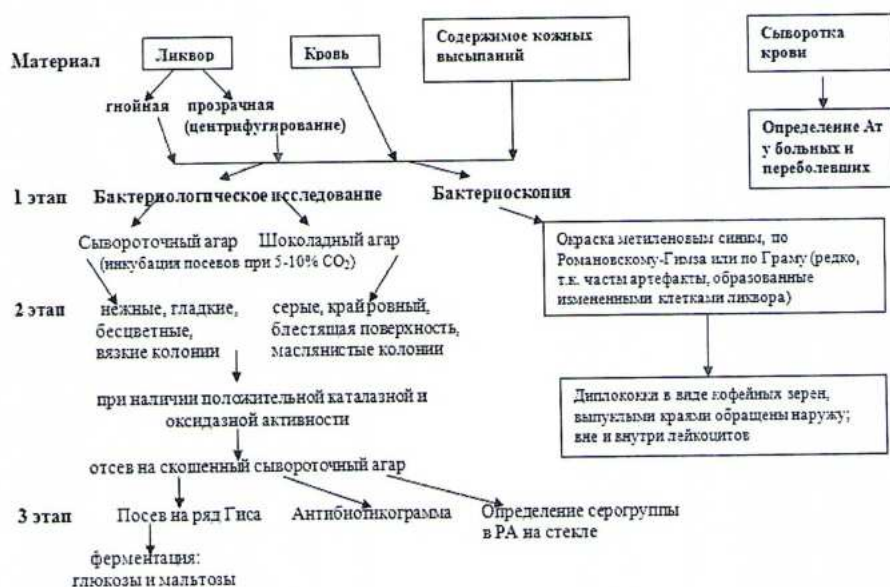 Материал
Ликвор
Кровь
Содержимое кожных
высыпаний
Сыворотка
крови
гнойная прозрачная
(центрифугирование)
Определение Ат
у больных и
переболевших
1 этап Бактериологическое исследование Бактериоскопия
Сывороточный агар Шоколадный агар
(инкубация посевов при 5-10% CO₂)
Окраска метиленовым синим, по
Романовскому-Гимза или по Граму (редко,
т.к. часты артефакты, образованные
измененными клетками ликвора)
2 этап нежные, гладкие,
бесцветные,
вязкие колонии
серые, край ровный,
блестящая поверхность,
маслянистые колонии
при наличии положительной каталазной и
оксидазной активности
Диплококки в виде кофейных зерен,
выпуклыми краями обращены наружу;
вне и внутри лейкоцитов
отсев на скошенный сывороточный агар
3 этап Посев на ряд Гиса Антибиотикограмма Определение серогруппы
в РА на стекле
ферментация:
глюкозы и мальтозы